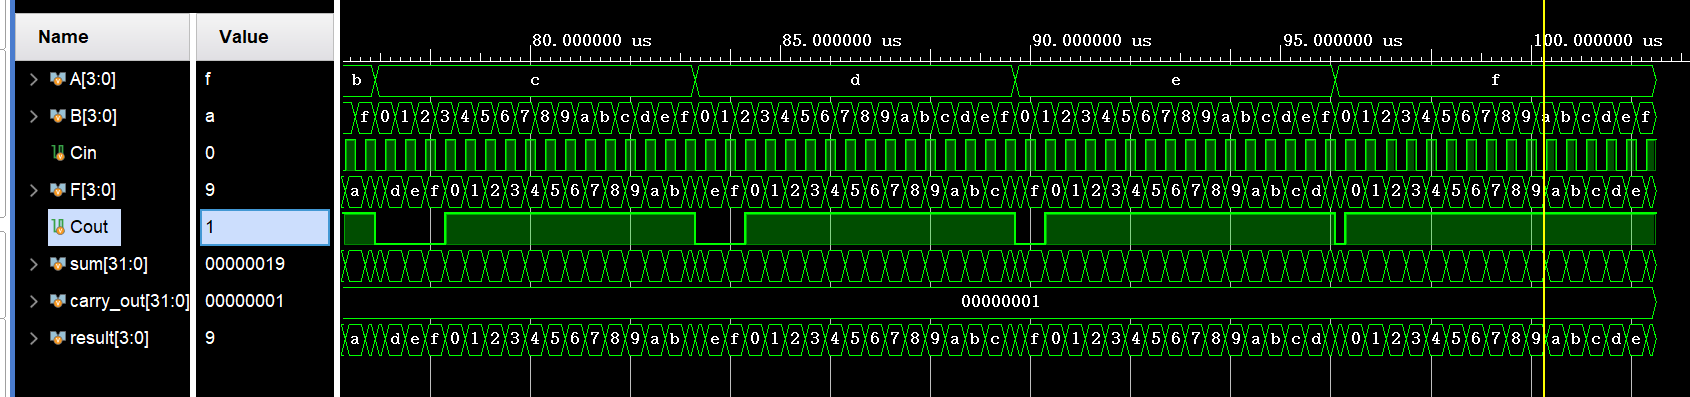 Name Value
80.000000 us 85.000000 us 90.000000 us 95.000000 us 100.000000 us
A[3:0] f b c d e f
B[3:0] a f 0 1 2 3 4 5 6 7 8 9 a b c d e f 0 1 2 3 4 5 6 7 8 9 a b c d e f 0 1 2 3 4 5 6 7 8 9 a b c d e f 0 1 2 3 4 5 6 7 8 9 a b c d e f
Cin 0
F[3:0] 9 a d e f 0 1 2 3 4 5 6 7 8 9 a b e f 0 1 2 3 4 5 6 7 8 9 a b c f 0 1 2 3 4 5 6 7 8 9 a b c d 0 1 2 3 4 5 6 7 8 9 a b c d e
Cout 1
sum[31:0] 00000019
carry_out[31:0] 00000001 00000001
result[3:0] 9 a d e f 0 1 2 3 4 5 6 7 8 9 a b e f 0 1 2 3 4 5 6 7 8 9 a b c f 0 1 2 3 4 5 6 7 8 9 a b c d 0 1 2 3 4 5 6 7 8 9 a b c d e